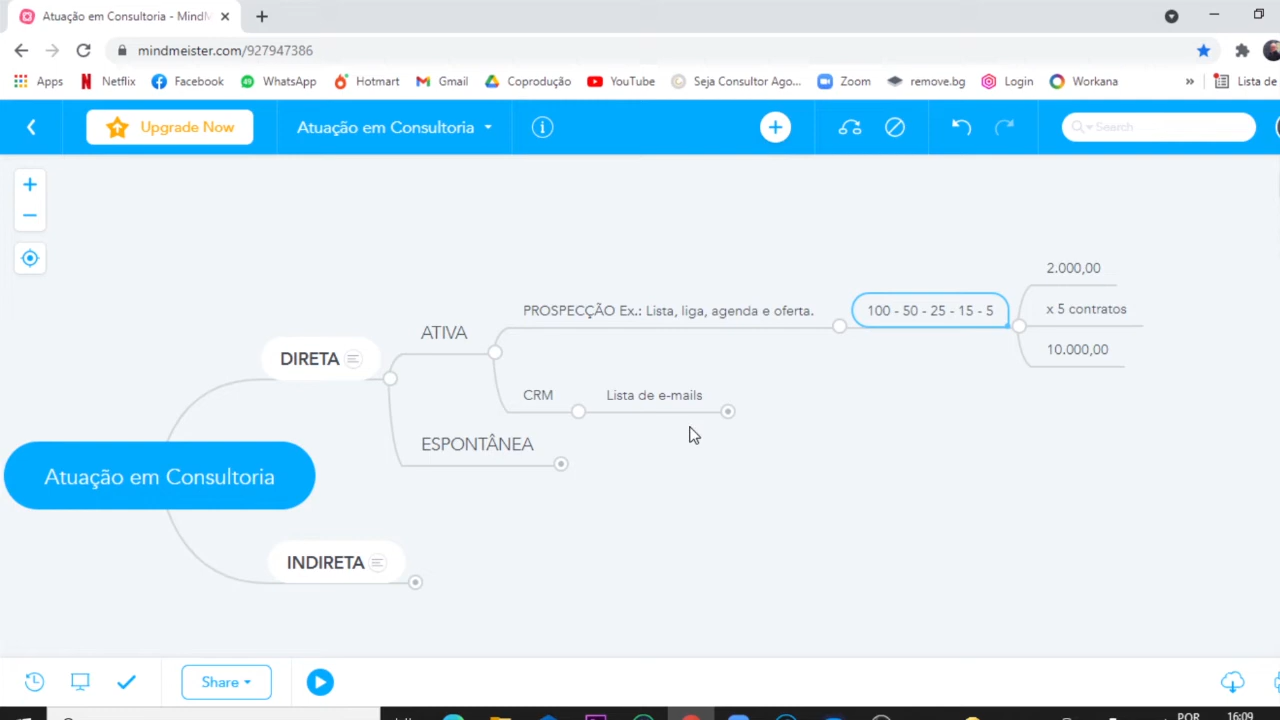 Atuação em Consultoria - MindM
mindmeister.com/927947386
Apps Netflix Facebook WhatsApp Hotmart Gmail Coprodução YouTube Seja Consultor Ago... Zoom remove.bg Login Workana » Lista de
Upgrade Now Atuação em Consultoria Search
2.000,00
PROSPECÇÃO Ex.: Lista, liga, agenda e oferta. 100 - 50 - 25 - 15 - 5 x 5 contratos
ATIVA
10.000,00
DIRETA
CRM Lista de e-mails
ESPONTÂNEA
Atuação em Consultoria
INDIRETA
Share
POR 16:09